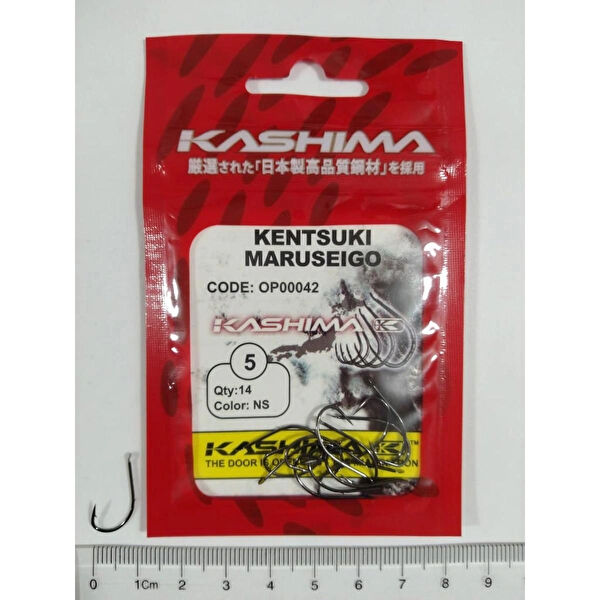 KASHIMA
厳選された「日本製高品質鋼材」を採用
KENTSUKI
MARUSEIGO
CODE: OP00042
KASHIMA K
5
Qty:14
Color: NS
KASHIMA K™
THE DOOR IS
0 1Cm 2 3 4 5 6 7 8 9